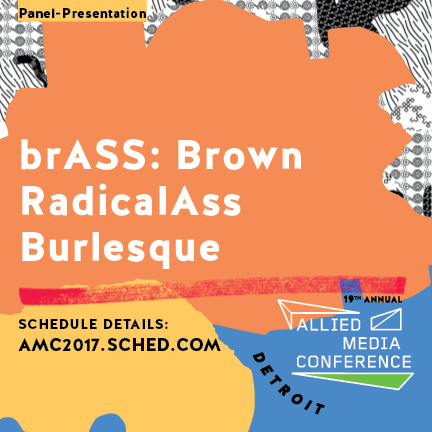 Panel-Presentation
brASS: Brown
RadicalAss
Burlesque
19TH ANNUAL
ALLIED
MEDIA
CONFERENCE
SCHEDULE DETAILS:
AMC2017.SCHED.COM
DETROIT